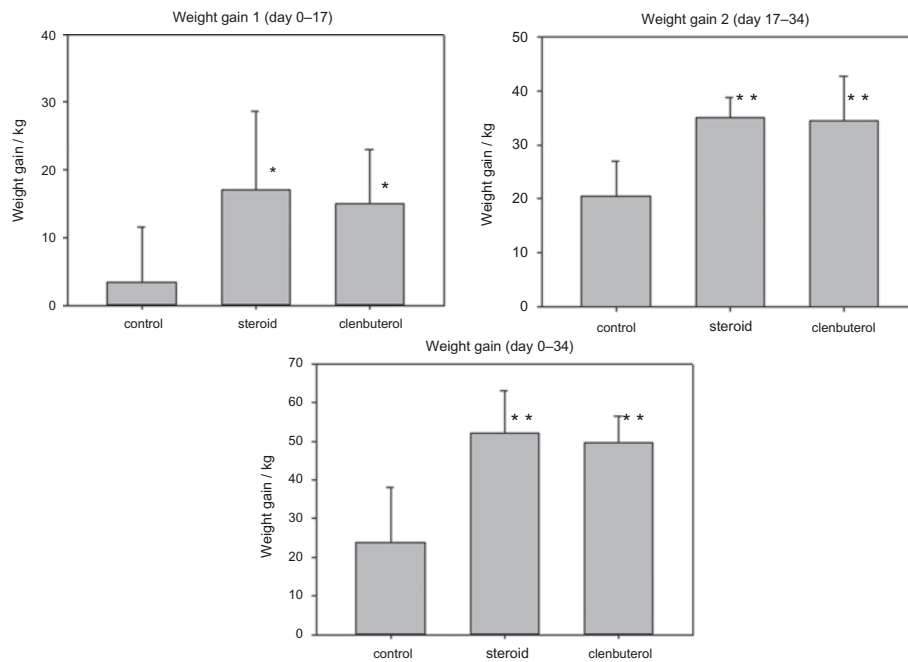 Weight gain 1 (day 0–17)
40
30
20
10
0
Weight gain / kg
*
*
control
steroid
clenbuterol
Weight gain 2 (day 17–34)
50
40
30
20
10
0
Weight gain / kg
* *
* *
control
steroid
clenbuterol
Weight gain (day 0–34)
70
60
50
40
30
20
10
0
Weight gain / kg
* *
* *
control
steroid
clenbuterol